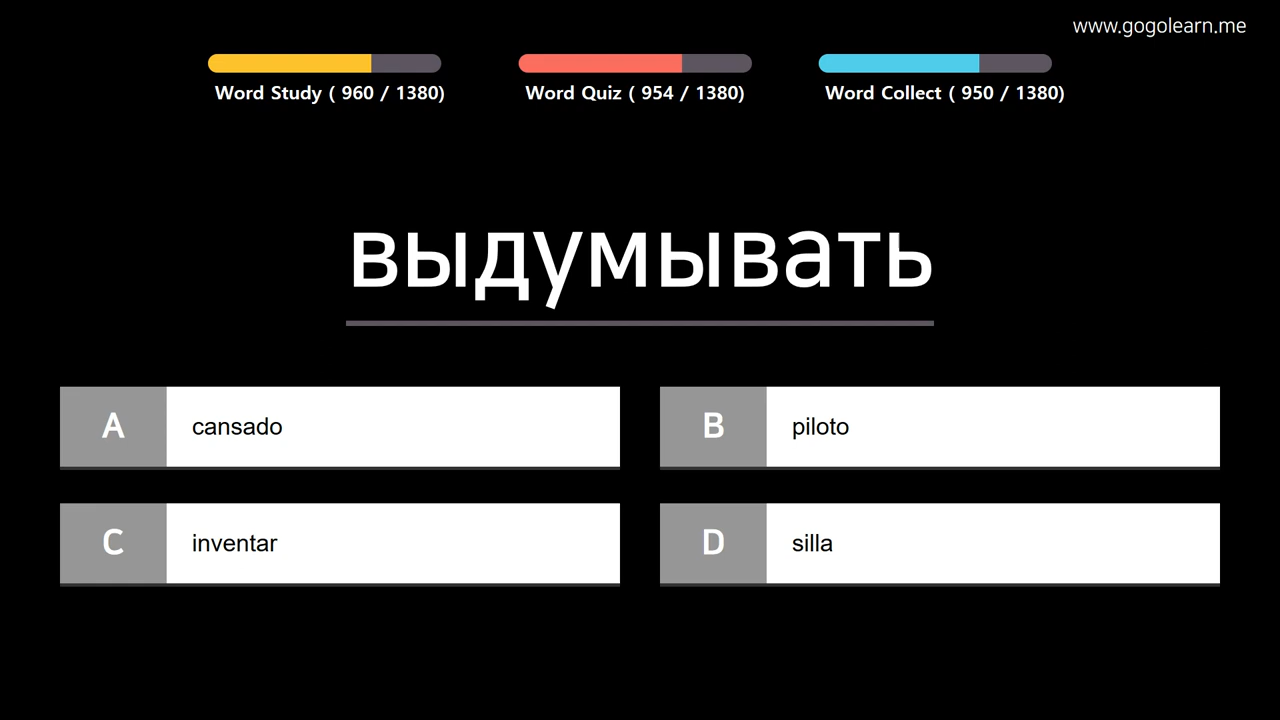 www.gogolearn.me
Word Study ( 960 / 1380)
Word Quiz ( 954 / 1380)
Word Collect ( 950 / 1380)
выдумывать
A cansado
B piloto
C inventar
D silla